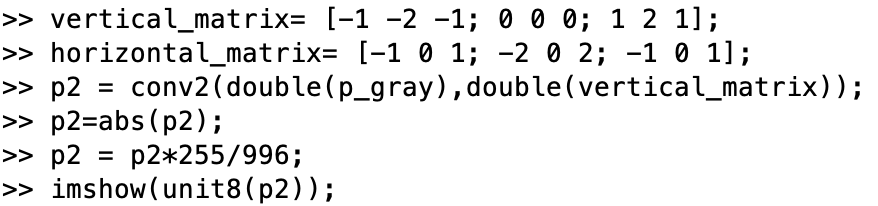 >> vertical_matrix= [-1 -2 -1; 0 0 0; 1 2 1];
>> horizontal_matrix= [-1 0 1; -2 0 2; -1 0 1];
>> p2 = conv2(double(p_gray),double(vertical_matrix));
>> p2=abs(p2);
>> p2 = p2*255/996;
>> imshow(unit8(p2));